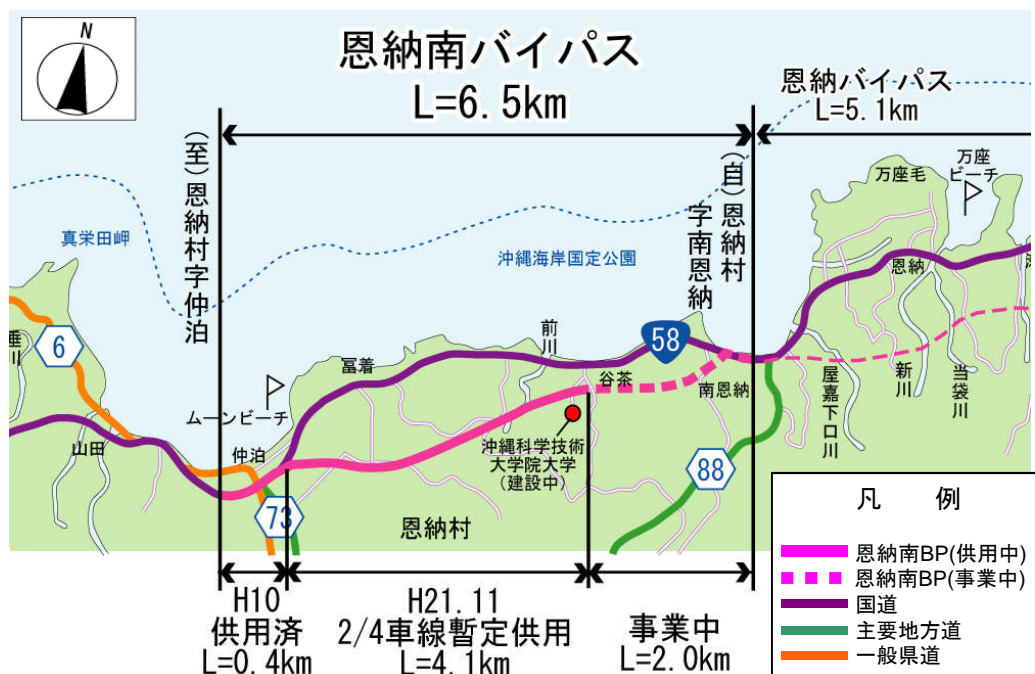 N
恩納南バイパス
L=6.5km
恩納バイパス
L=5.1km
(至)恩納村字仲泊
(自)恩納村
字南恩納
真栄田岬
沖縄海岸国定公園
万座毛
万座
ビーチ
恩納
垂川
6
58
前川
冨着
谷茶
南恩納
屋嘉下口川
新川
当袋川
ムーンビーチ
山田
仲泊
73
88
沖縄科学技術
大学院大学
(建設中)
恩納村
H10
供用済
L=0.4km
H21.11
2/4車線暫定供用
L=4.1km
事業中
L=2.0km
凡 例
恩納南BP(供用中)
恩納南BP(事業中)
国道
主要地方道
一般県道